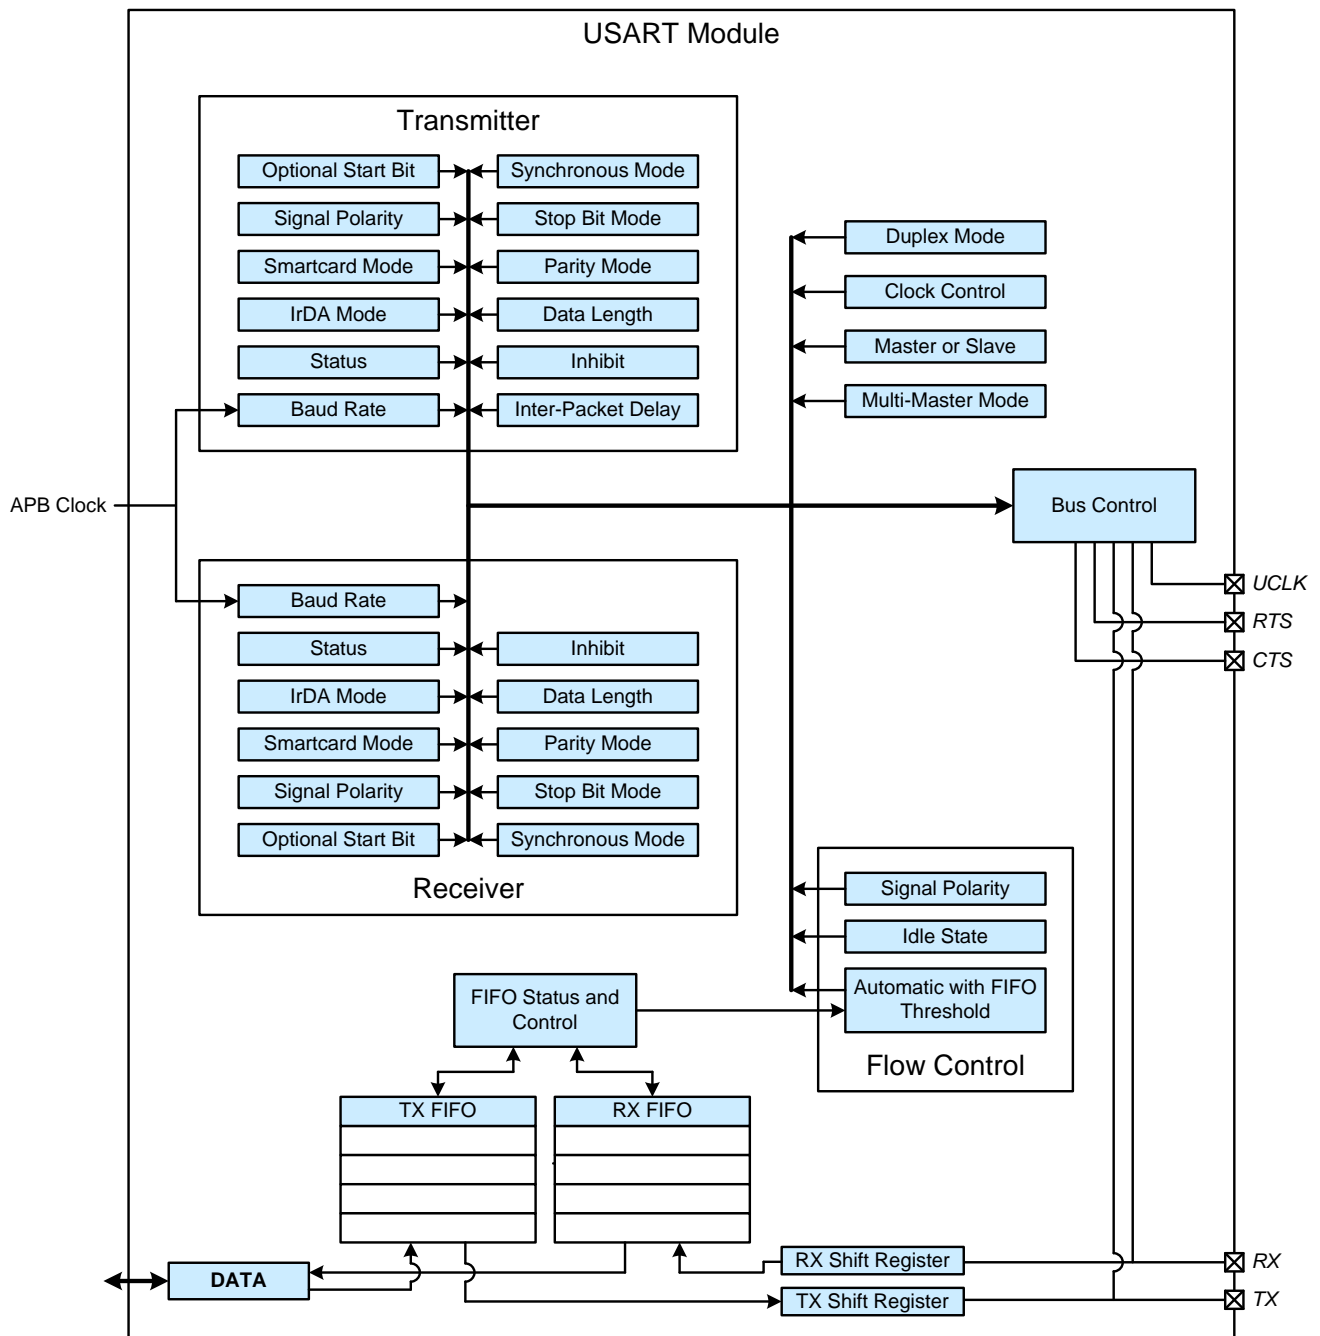 USART Module
Transmitter
Optional Start Bit
Synchronous Mode
Signal Polarity
Stop Bit Mode
Smartcard Mode
Parity Mode
IrDA Mode
Data Length
Status
Inhibit
Baud Rate
Inter-Packet Delay
Duplex Mode
Clock Control
Master or Slave
Multi-Master Mode
APB Clock
Bus Control
UCLK
RTS
CTS
Baud Rate
Status
Inhibit
IrDA Mode
Data Length
Smartcard Mode
Parity Mode
Signal Polarity
Stop Bit Mode
Optional Start Bit
Synchronous Mode
Receiver
Signal Polarity
Idle State
Automatic with FIFO
Threshold
Flow Control
FIFO Status and
Control
TX FIFO
RX FIFO
DATA
RX Shift Register
TX Shift Register
RX
TX